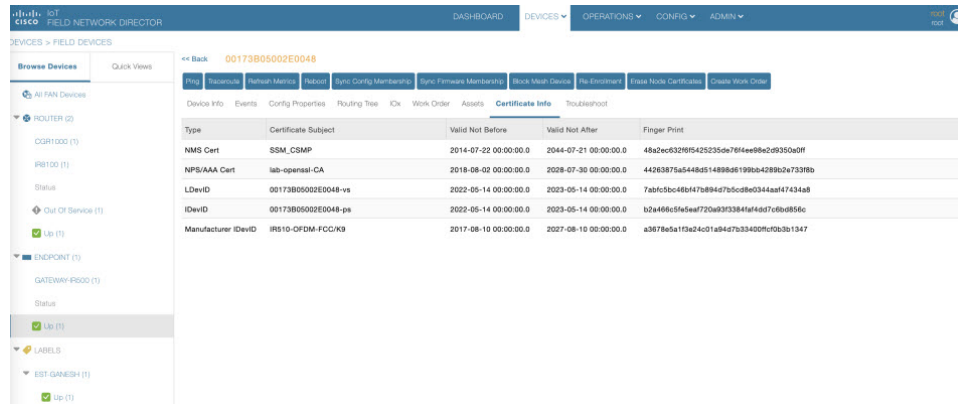 CISCO IoT FIELD NETWORK DIRECTOR
DASHBOARD DEVICES OPERATIONS CONFIG ADMIN root root
DEVICES > FIELD DEVICES
Browse Devices Quick Views
<< Back 00173B05002E0048
Ping Traceroute Refresh Metrics Reboot Sync Config Membership Sync Firmware Membership Block Mesh Device Re-Enrolment Erase Node Certificates Create Work Order
Device Info Events Config Properties Routing Tree IOx Work Order Assets Certificate Info Troubleshoot
Type Certificate Subject Valid Not Before Valid Not After Finger Print
NMS Cert SSM_CSMP 2014-07-22 00:00:00.0 2044-07-21 00:00:00.0 48a2ec632f6f5425235de76f4ee98e2d9350a0ff
NPS/AAA Cert lab-openssl-CA 2018-08-02 00:00:00.0 2028-07-30 00:00:00.0 44263875a5448d514898d6199bb4289b2e733f8b
LDevID 00173B05002E0048-vs 2022-05-14 00:00:00.0 2023-05-14 00:00:00.0 7abfc5bc46bf47b894d7b5cd8e0344aaf47434a8
IDevID 00173B05002E0048-ps 2022-05-14 00:00:00.0 2023-05-14 00:00:00.0 b2a466c5fe5eaf720a93f3384faf4dd7c6bd856c
Manufacturer IDevID IR510-OFDM-FCC/K9 2017-08-10 00:00:00.0 2027-08-10 00:00:00.0 a3678e5a1f3a24c01a94d7b33400ffcf0b3b1347
All FAN Devices
ROUTER (2)
CGR1000 (1)
IR8100 (1)
Status
Out Of Service (1)
Up (1)
ENDPOINT (1)
GATEWAY-IR500 (1)
Status
Up (1)
LABELS
EST-GANESH (1)
Up (1)